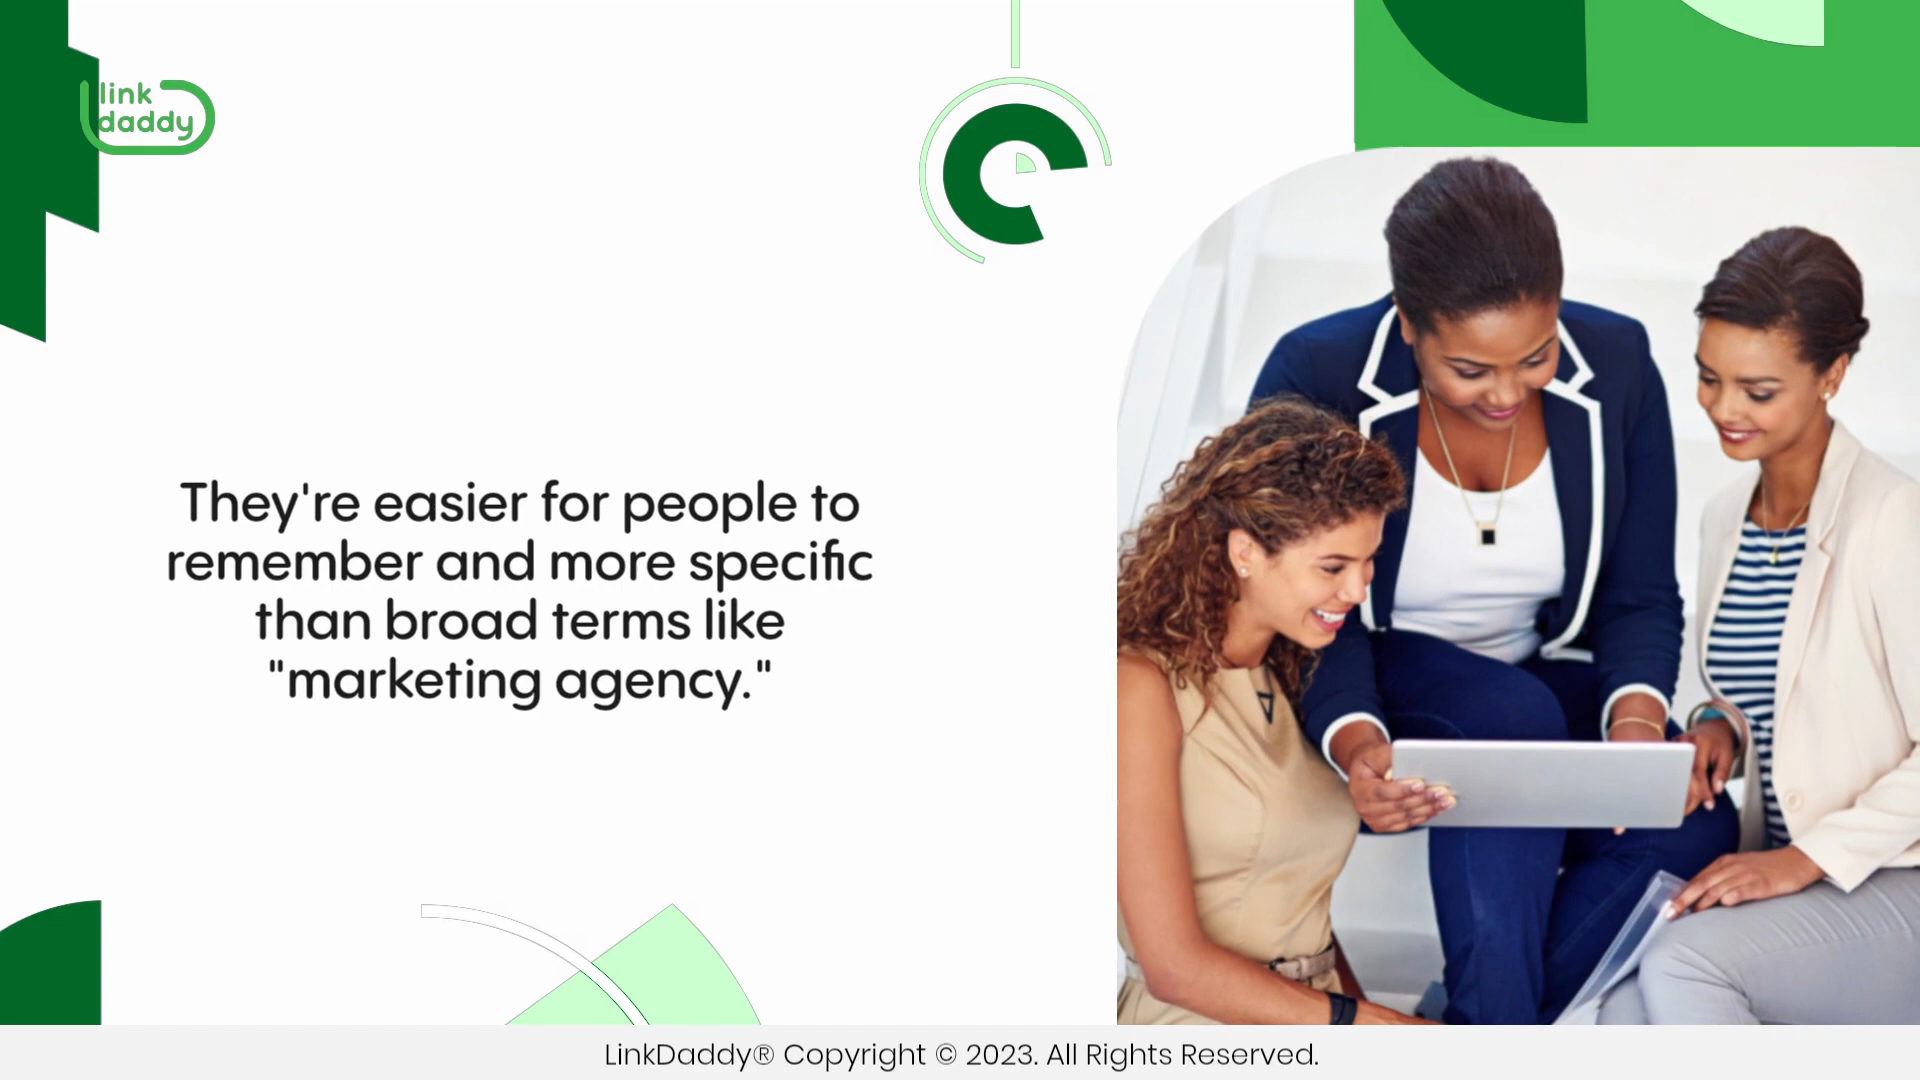 link
daddy
They're easier for people to
remember and more specific
than broad terms like
"marketing agency."
LinkDaddy® Copyright © 2023. All Rights Reserved.